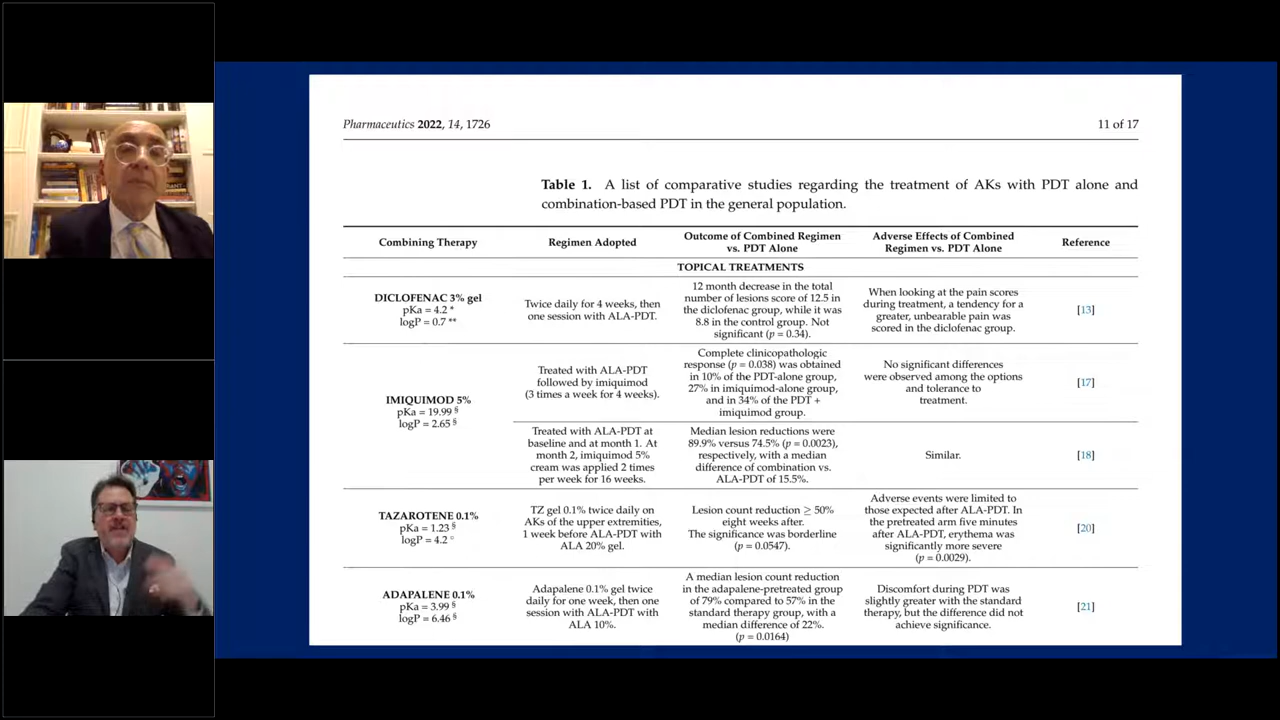 Pharmaceutics 2022, 14, 1726
11 of 17
Table 1. A list of comparative studies regarding the treatment of AKs with PDT alone and
combination-based PDT in the general population.
Combining Therapy
Regimen Adopted
Outcome of Combined Regimen
vs. PDT Alone
Adverse Effects of Combined
Regimen vs. PDT Alone
Reference
TOPICAL TREATMENTS
DICLOFENAC 3% gel
pKa = 4.2 *
logP = 0.7 **
Twice daily for 4 weeks, then
one session with ALA-PDT.
12 month decrease in the total
number of lesions score of 12.5 in
the diclofenac group, while it was
8.8 in the control group. Not
significant (p = 0.34).
When looking at the pain scores
during treatment, a tendency for a
greater, unbearable pain was
scored in the diclofenac group.
[13]
IMIQUIMOD 5%
pKa = 19.99 §
logP = 2.65 §
Treated with ALA-PDT
followed by imiquimod
(3 times a week for 4 weeks).
Complete clinicopathologic
response (p = 0.038) was obtained
in 10% of the PDT-alone group,
27% in imiquimod-alone group,
and in 34% of the PDT +
imiquimod group.
No significant differences
were observed among the options
and tolerance to
treatment.
[17]
Treated with ALA-PDT at
baseline and at month 1. At
month 2, imiquimod 5%
cream was applied 2 times
per week for 16 weeks.
Median lesion reductions were
89.9% versus 74.5% (p = 0.0023),
respectively, with a median
difference of combination vs.
ALA-PDT of 15.5%.
Similar.
[18]
TAZAROTENE 0.1%
pKa = 1.23 §
logP = 4.2 °
TZ gel 0.1% twice daily on
AKs of the upper extremities,
1 week before ALA-PDT with
ALA 20% gel.
Lesion count reduction ≥ 50%
eight weeks after.
The significance was borderline
(p = 0.0547).
Adverse events were limited to
those expected after ALA-PDT. In
the pretreated arm five minutes
after ALA-PDT, erythema was
significantly more severe
(p = 0.0029).
[20]
ADAPALENE 0.1%
pKa = 3.99 §
logP = 6.46 §
Adapalene 0.1% gel twice
daily for one week, then one
session with ALA-PDT with
ALA 10%.
A median lesion count reduction
in the adapalene-pretreated group
of 79% compared to 57% in the
standard therapy group, with a
median difference of 22%.
(p = 0.0164)
Discomfort during PDT was
slightly greater with the standard
therapy, but the difference did not
achieve significance.
[21]